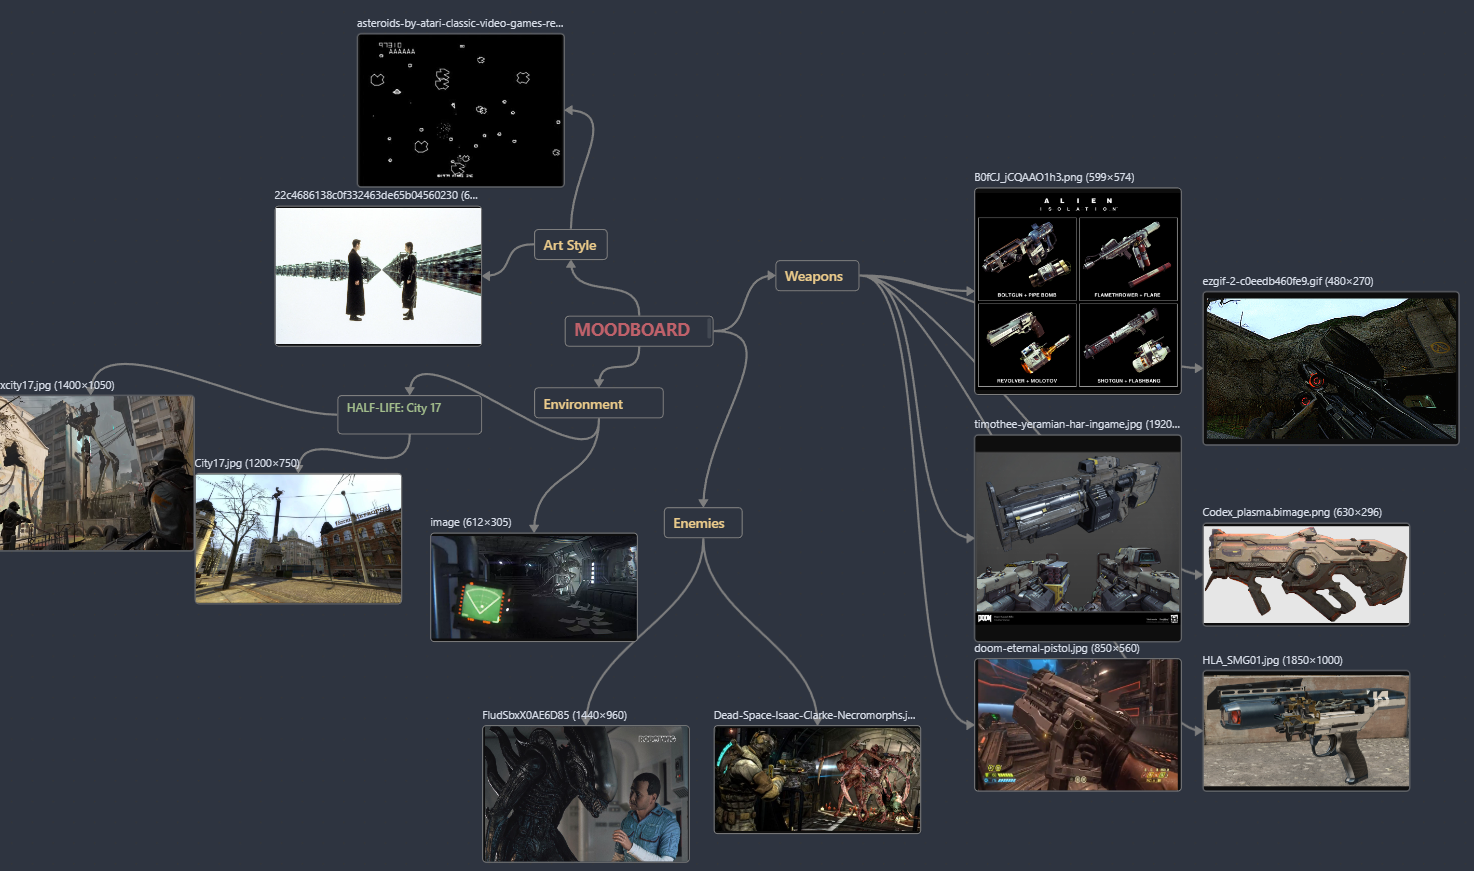 asteroids-by-atari-classic-video-games-re...
AAAAAA
22c4686138c0f332463de65b04560230 (6...
Art Style
MOODBOARD
Weapons
Environment
HALF-LIFE: City 17
Enemies
xcity17.jpg (1400×1050)
City17.jpg (1200×750)
image (612×305)
FludSbxX0AE6D85 (1440×960)
Dead-Space-Isaac-Clarke-Necromorphs.j...
B0fCJ_jCQAAO1h3.png (599×574)
ALIEN
ISOLATION
BOLTGUN + PIPE BOMB
FLAMETHROWER + FLARE
REVOLVER + MOLOTOV
SHOTGUN + FLASHBANG
ezgif-2-c0eedb460fe9.gif (480×270)
timothee-yeramian-har-ingame.jpg (1920...
DOOM
Codex_plasma.bimage.png (630×296)
doom-eternal-pistol.jpg (850×560)
HLA_SMG01.jpg (1850×1000)